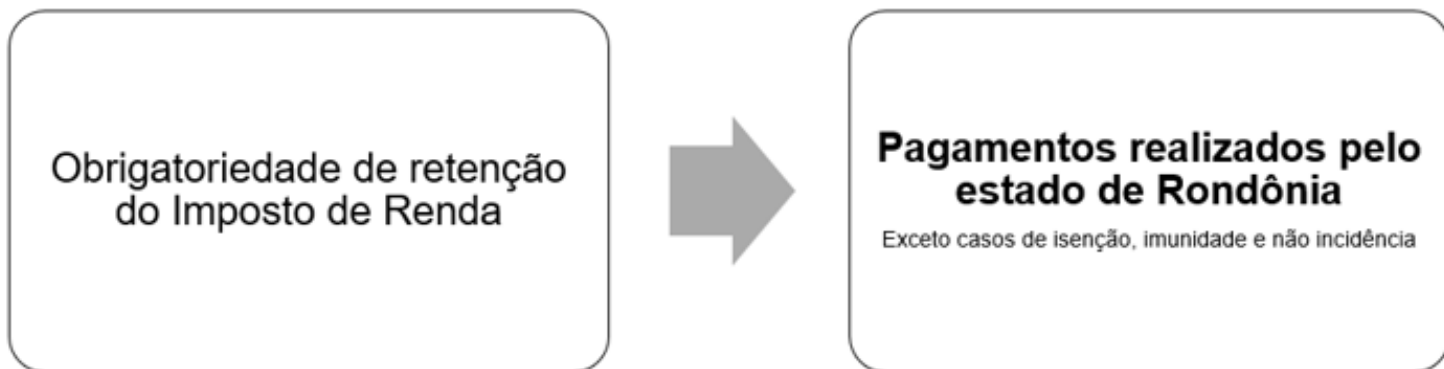 Obrigatoriedade de retenção
do Imposto de Renda
Pagamentos realizados pelo
estado de Rondônia
Exceto casos de isenção, imunidade e não incidência